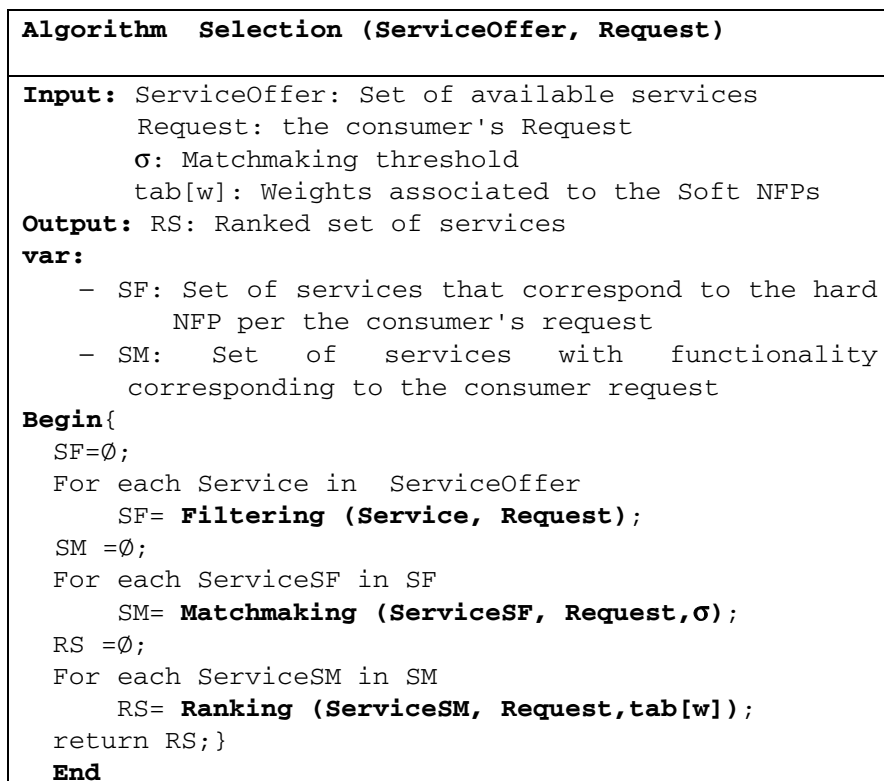 Algorithm Selection (ServiceOffer, Request)
Input: ServiceOffer: Set of available services
Request: the consumer's Request
σ: Matchmaking threshold
tab[w]: Weights associated to the Soft NFPs
Output: RS: Ranked set of services
var:
– SF: Set of services that correspond to the hard
NFP per the consumer's request
– SM: Set of services with functionality
corresponding to the consumer request
Begin{
SF=∅;
For each Service in ServiceOffer
SF= Filtering (Service, Request);
SM =∅;
For each ServiceSF in SF
SM= Matchmaking (ServiceSF, Request,σ);
RS =∅;
For each ServiceSM in SM
RS= Ranking (ServiceSM, Request,tab[w]);
return RS;}
End